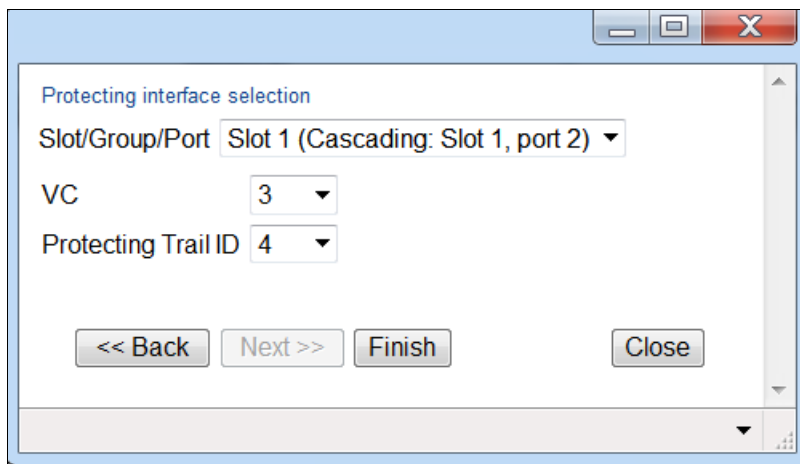 Protecting interface selection
Slot/Group/Port Slot 1 (Cascading: Slot 1, port 2)
VC 3
Protecting Trail ID 4
<< Back Next >> Finish Close